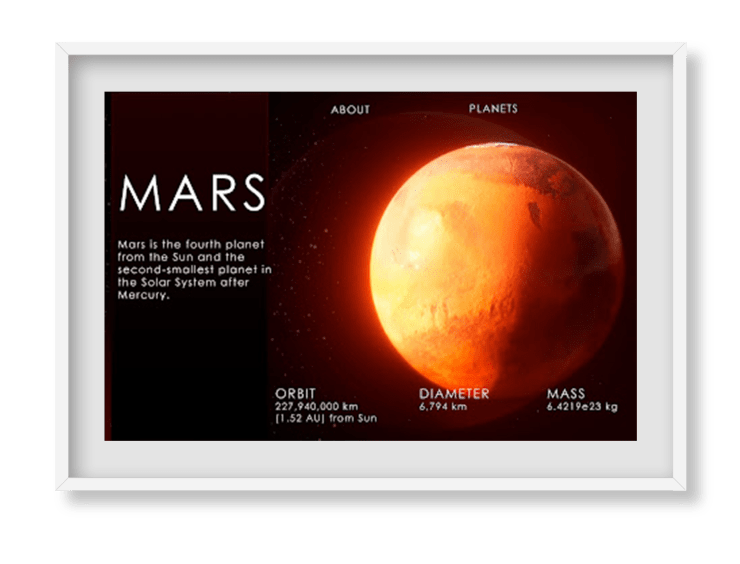 ABOUT PLANETS
MARS
Mars is the fourth planet
from the Sun and the
second-smallest planet in
the Solar System after
Mercury.
ORBIT DIAMETER MASS
227,940,000 km 6,794 km 6.4219e23 kg
(1.52 AU) from Sun